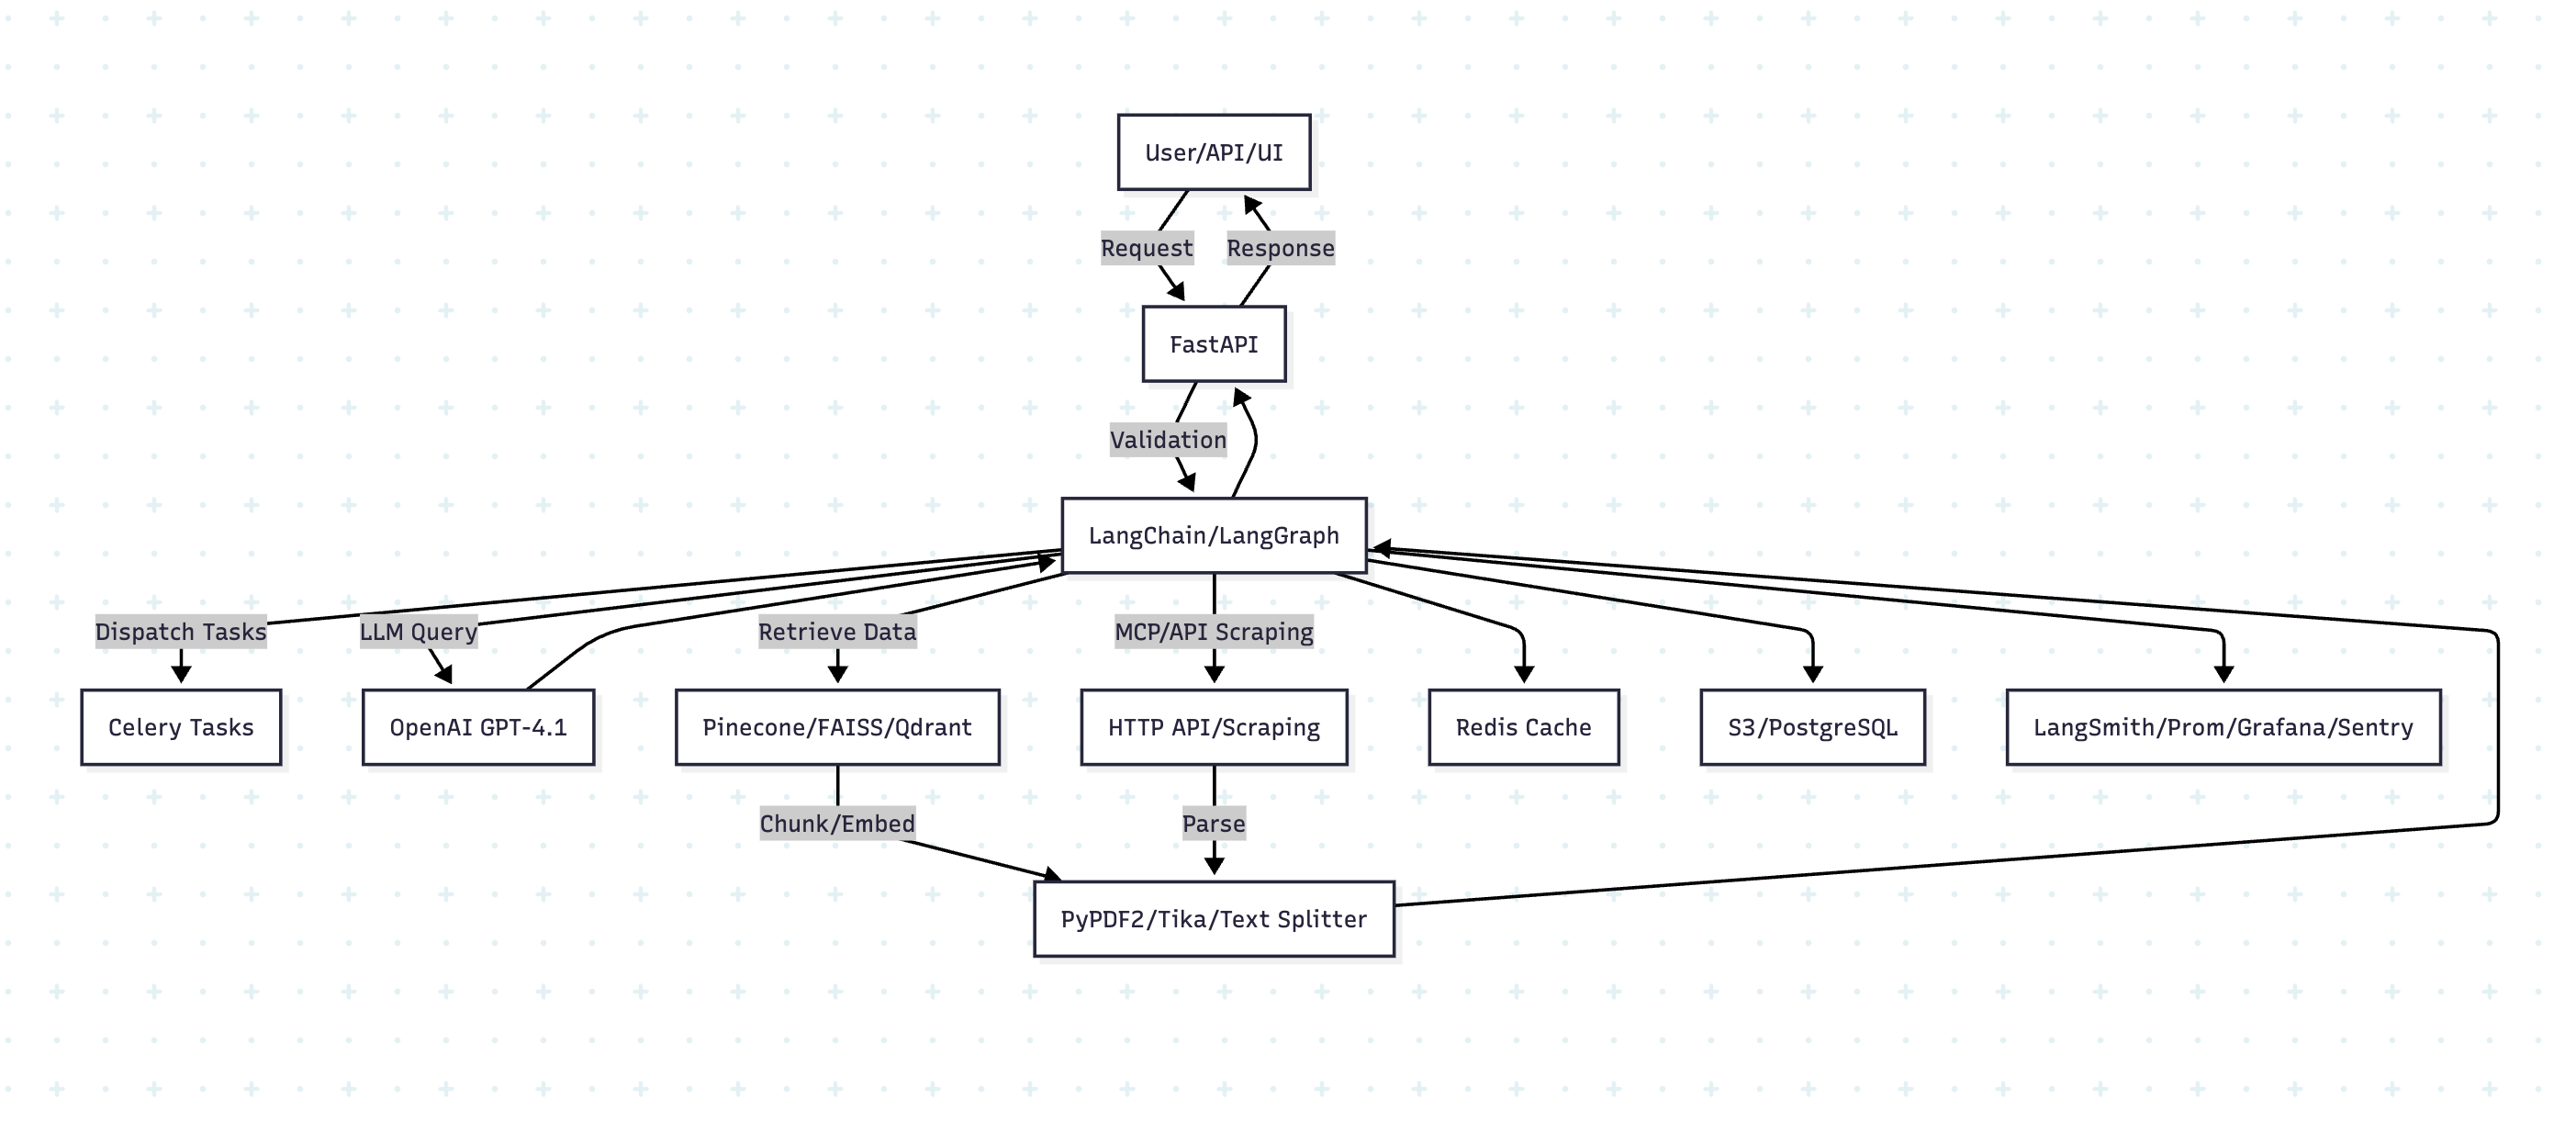 User/API/UI
Request
Response
FastAPI
Validation
LangChain/LangGraph
Dispatch Tasks
LLM Query
Retrieve Data
MCP/API Scraping
Celery Tasks
OpenAI GPT-4.1
Pinecone/FAISS/Qdrant
HTTP API/Scraping
Redis Cache
S3/PostgreSQL
LangSmith/Prom/Grafana/Sentry
Chunk/Embed
Parse
PyPDF2/Tika/Text Splitter